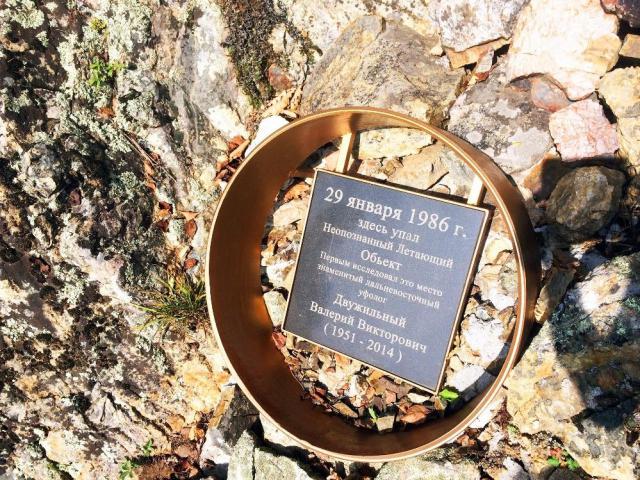 29 января 1986 г.
здесь упал
Неопознанный Летающий
Обьект
Первым исследовал это место
знаменитый дальневосточный
уфолог
Двужильный
Валерий Викторович
( 1951 - 2014 )